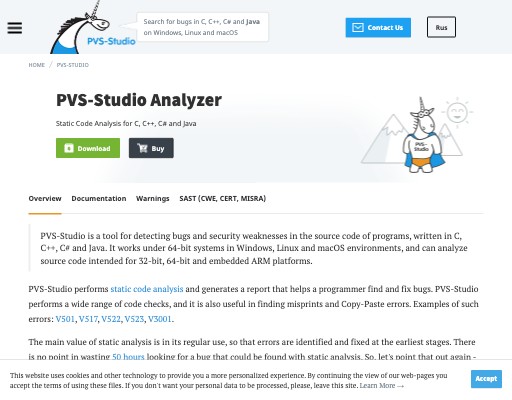 Search for bugs in C, C++, C# and Java
on Windows, Linux and macOS
PVS-Studio
Contact Us
Rus
HOME / PVS-STUDIO
PVS-Studio Analyzer
Static Code Analysis for C, C++, C# and Java
Download
Buy
PVS-
Studio
Overview Documentation Warnings SAST (CWE, CERT, MISRA)
PVS-Studio is a tool for detecting bugs and security weaknesses in the source code of programs, written in C,
C++, C# and Java. It works under 64-bit systems in Windows, Linux and macOS environments, and can analyze
source code intended for 32-bit, 64-bit and embedded ARM platforms.
PVS-Studio performs static code analysis and generates a report that helps a programmer find and fix bugs. PVS-Studio
performs a wide range of code checks, and it is also useful in finding misprints and Copy-Paste errors. Examples of such
errors: V501, V517, V522, V523, V3001.
The main value of static analysis is in its regular use, so that errors are identified and fixed at the earliest stages. There
is no point in wasting 50 hours looking for a bug that could be found with static analysis. So, let's point that out again -
This website uses cookies and other technology to provide you a more personalized experience. By continuing the view of our web-pages you
accept the terms of using these files. If you don't want your personal data to be processed, please, leave this site. Learn More →
Accept